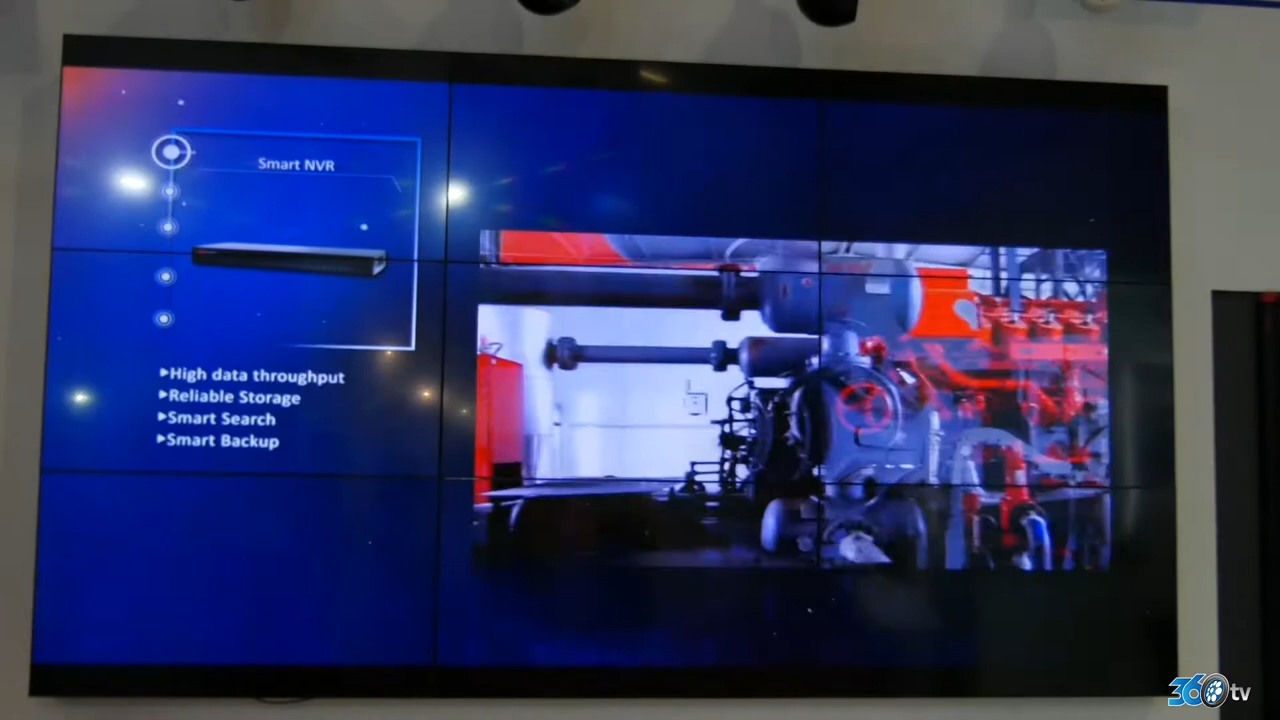 Smart NVR
▸High data throughput
▸Reliable Storage
▸Smart Search
▸Smart Backup
360tv